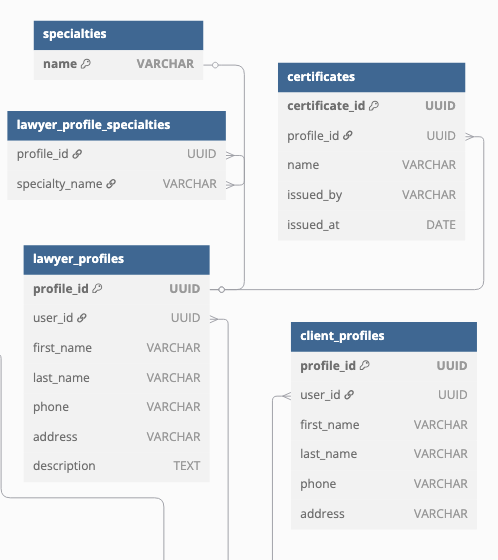 specialties
name VARCHAR
lawyer_profile_specialties
profile_id UUID
specialty_name VARCHAR
certificates
certificate_id UUID
profile_id UUID
name VARCHAR
issued_by VARCHAR
issued_at DATE
lawyer_profiles
profile_id UUID
user_id UUID
first_name VARCHAR
last_name VARCHAR
phone VARCHAR
address VARCHAR
description TEXT
client_profiles
profile_id UUID
user_id UUID
first_name VARCHAR
last_name VARCHAR
phone VARCHAR
address VARCHAR